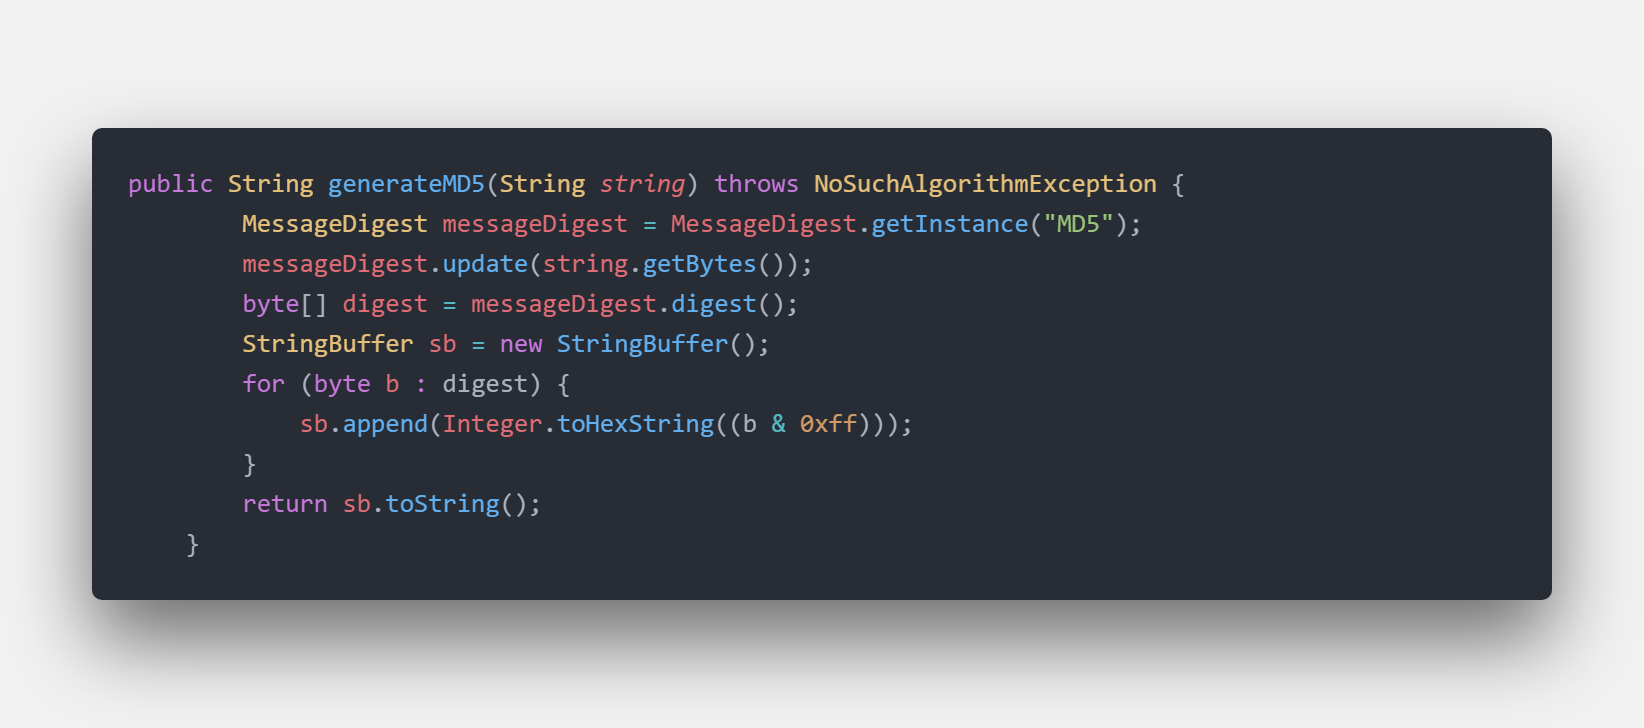 public String generateMD5(String string) throws NoSuchAlgorithmException {
        MessageDigest messageDigest = MessageDigest.getInstance("MD5");
        messageDigest.update(string.getBytes());
        byte[] digest = messageDigest.digest();
        StringBuffer sb = new StringBuffer();
        for (byte b : digest) {
            sb.append(Integer.toHexString((b & 0xff)));
        }
        return sb.toString();
    }